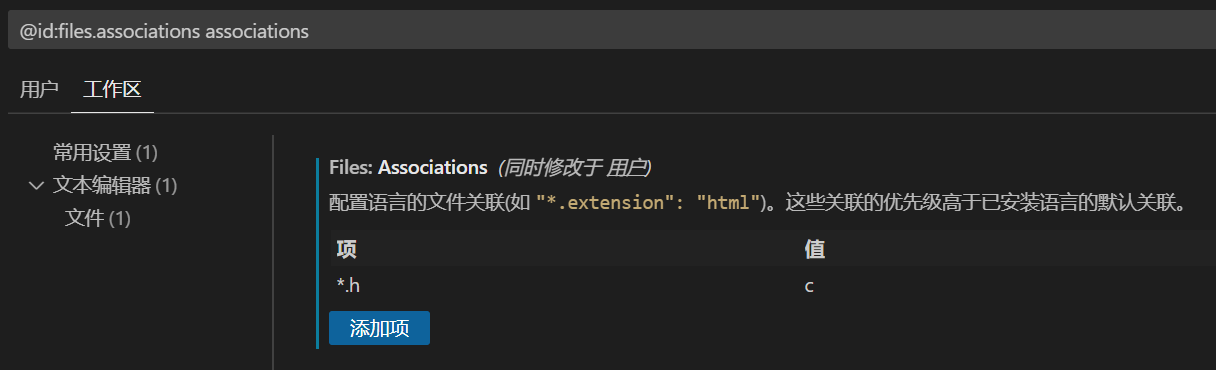 @id:files.associations associations
用户 工作区
常用设置 (1)
文本编辑器 (1)
文件 (1)
Files: Associations (同时修改于 用户)
配置语言的文件关联(如 "*.extension": "html")。这些关联的优先级高于已安装语言的默认关联。
项 值
*.h c
添加项